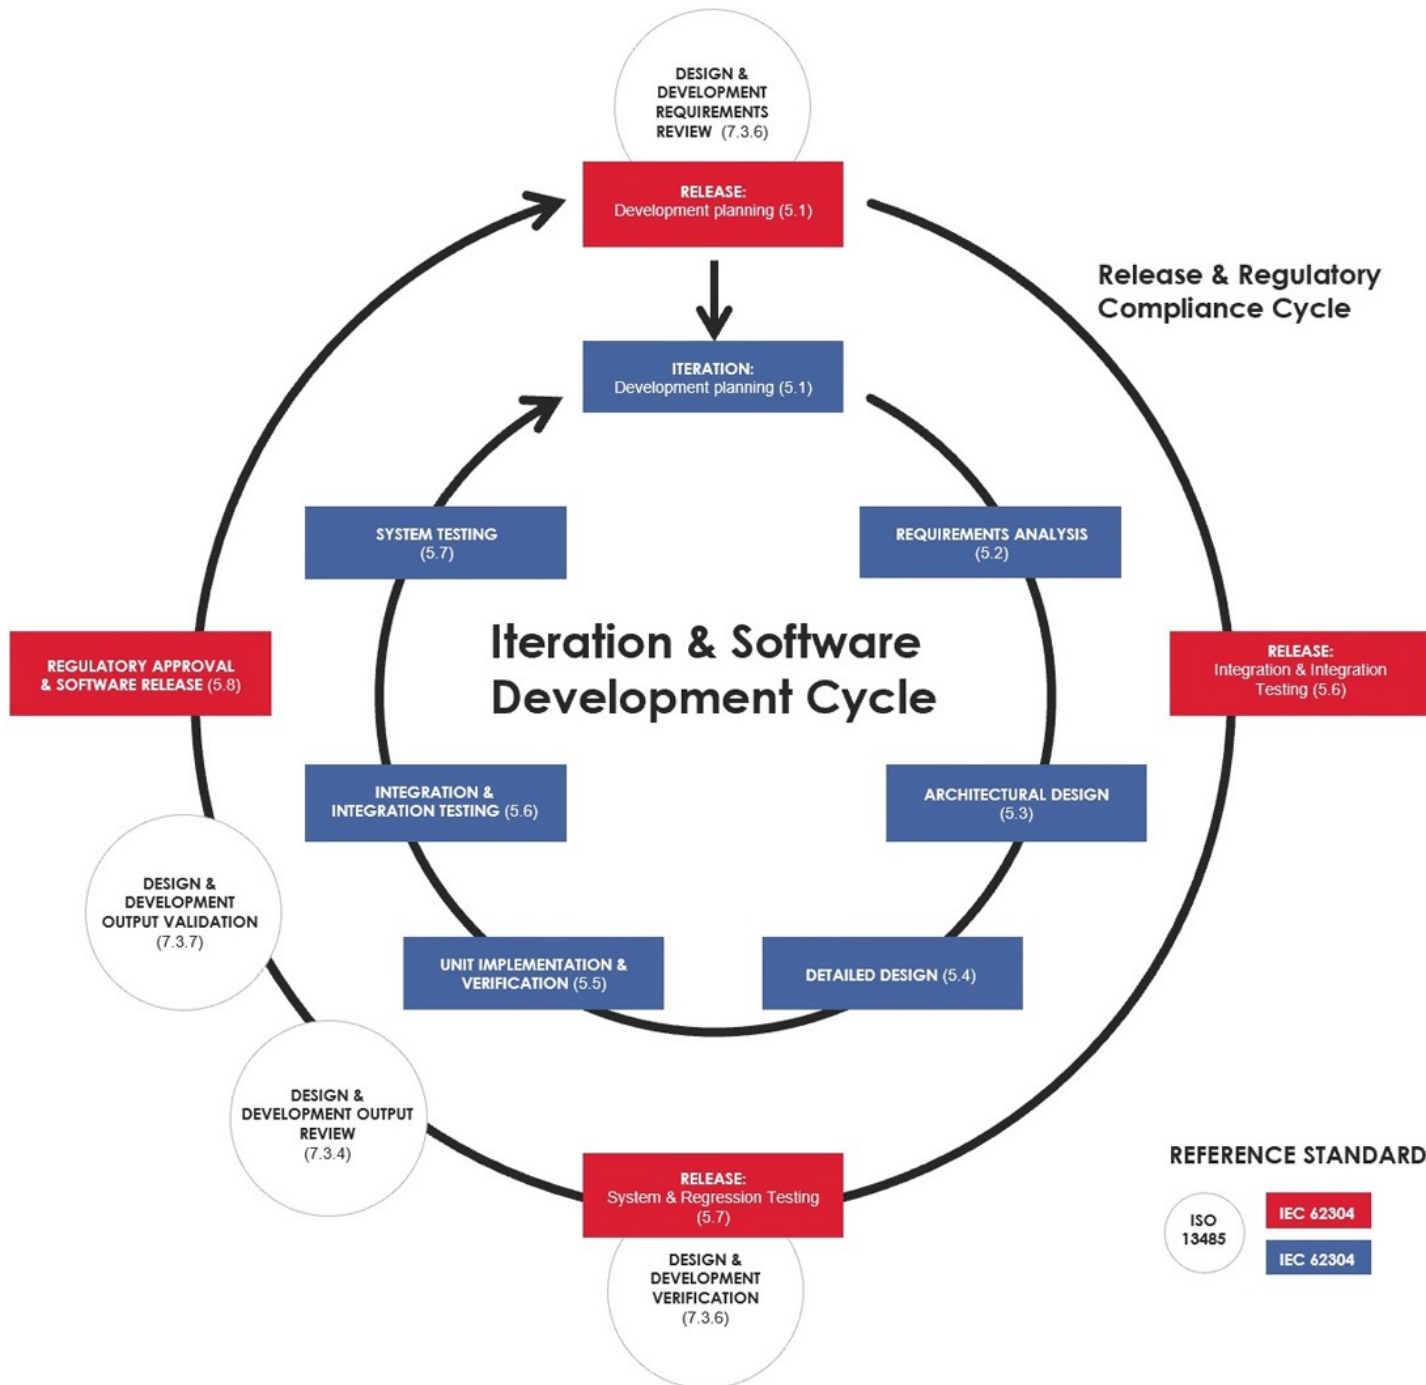 DESIGN &
DEVELOPMENT
REQUIREMENTS
REVIEW (7.3.6)
RELEASE:
Development planning (5.1)
Release & Regulatory
Compliance Cycle
ITERATION:
Development planning (5.1)
SYSTEM TESTING
(5.7)
REQUIREMENTS ANALYSIS
(5.2)
Iteration & Software
Development Cycle
REGULATORY APPROVAL
& SOFTWARE RELEASE (5.8)
RELEASE:
Integration & Integration
Testing (5.6)
INTEGRATION &
INTEGRATION TESTING (5.6)
ARCHITECTURAL DESIGN
(5.3)
DESIGN &
DEVELOPMENT
OUTPUT VALIDATION
(7.3.7)
UNIT IMPLEMENTATION &
VERIFICATION (5.5)
DETAILED DESIGN (5.4)
DESIGN &
DEVELOPMENT OUTPUT
REVIEW
(7.3.4)
RELEASE:
System & Regression Testing
(5.7)
DESIGN &
DEVELOPMENT
VERIFICATION
(7.3.6)
REFERENCE STANDARD
ISO
13485
IEC 62304
IEC 62304